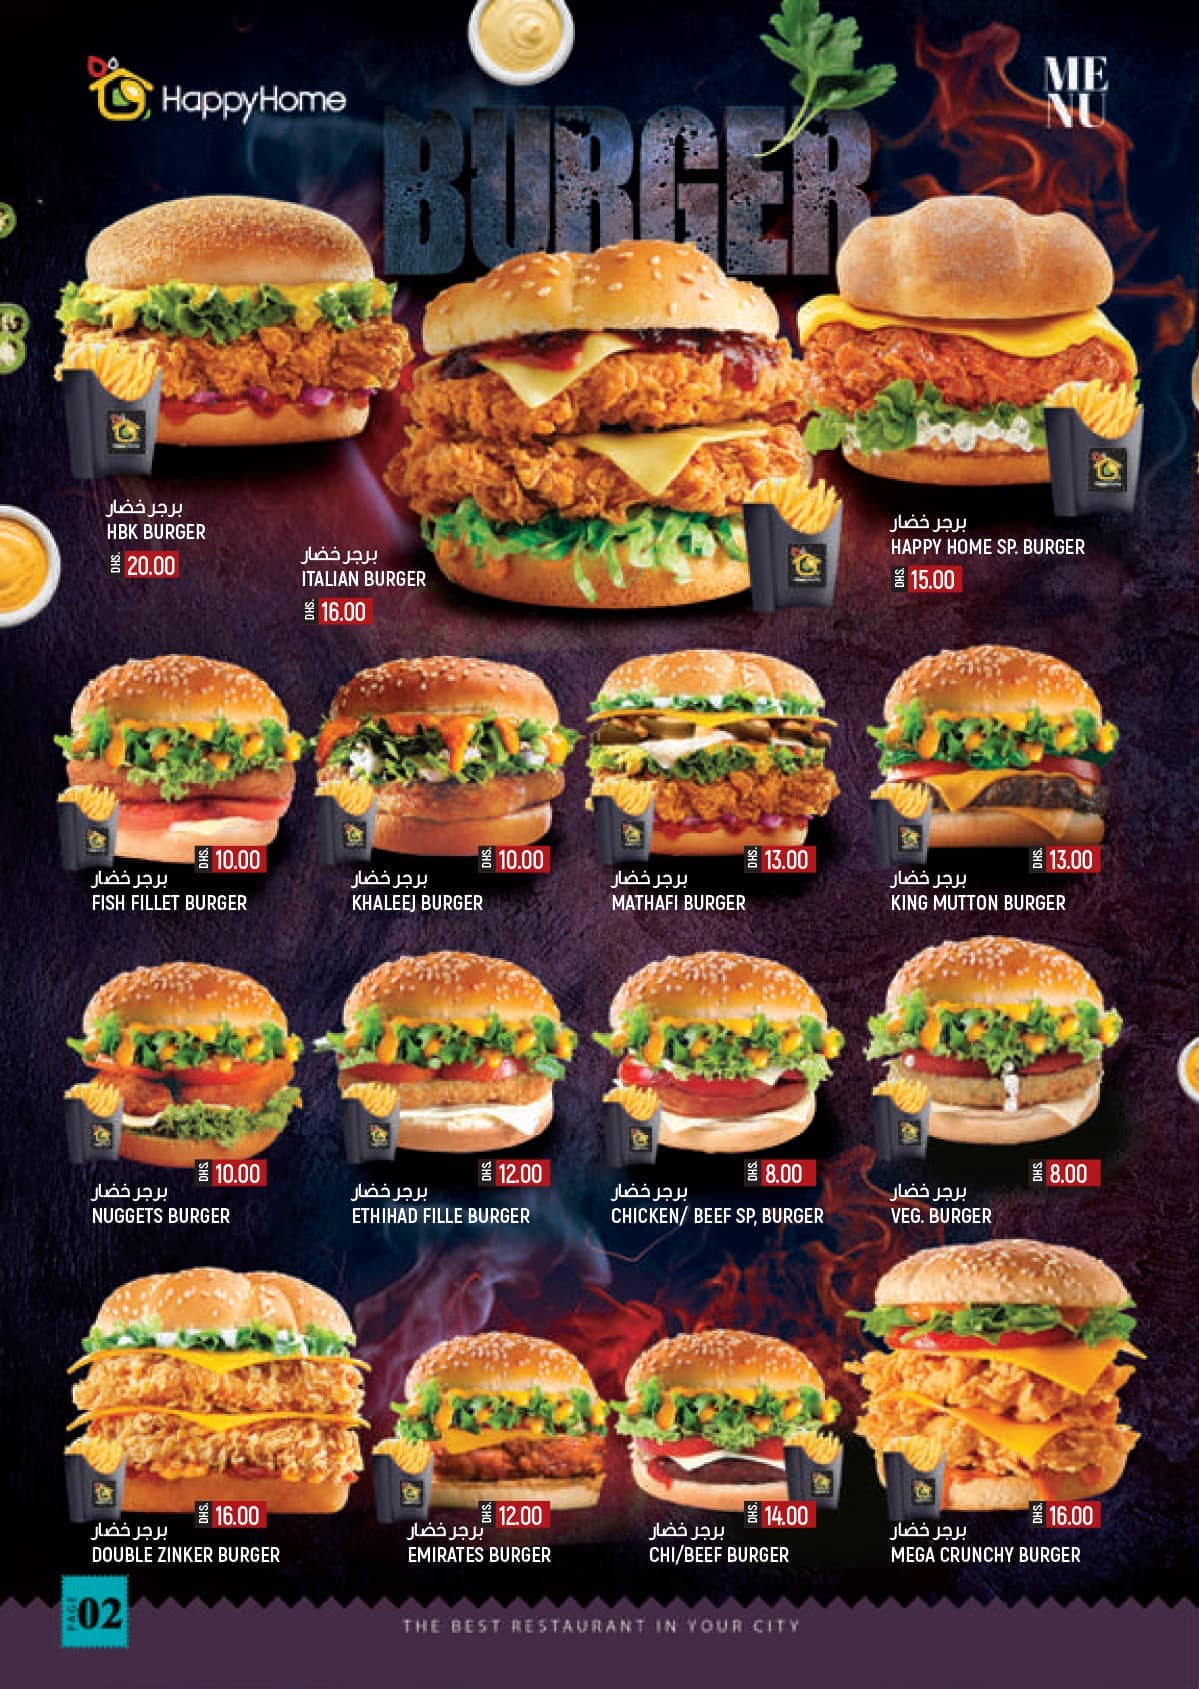 HappyHome
ME
NU
BURGER
برجر خضار
HBK BURGER
DHS. 20.00
برجر خضار
ITALIAN BURGER
DHS. 16.00
برجر خضار
HAPPY HOME SP. BURGER
DHS. 15.00
DHS. 10.00
برجر خضار
FISH FILLET BURGER
DHS. 10.00
برجر خضار
KHALEEJ BURGER
DHS. 13.00
برجر خضار
MATHAFI BURGER
DHS. 13.00
برجر خضار
KING MUTTON BURGER
DHS. 10.00
برجر خضار
NUGGETS BURGER
DHS. 12.00
برجر خضار
ETHIHAD FILLE BURGER
DHS. 8.00
برجر خضار
CHICKEN/ BEEF SP, BURGER
DHS. 8.00
برجر خضار
VEG. BURGER
DHS. 16.00
برجر خضار
DOUBLE ZINKER BURGER
DHS. 12.00
برجر خضار
EMIRATES BURGER
DHS. 14.00
برجر خضار
CHI/BEEF BURGER
DHS. 16.00
برجر خضار
MEGA CRUNCHY BURGER
PAGE 02
THE BEST RESTAURANT IN YOUR CITY